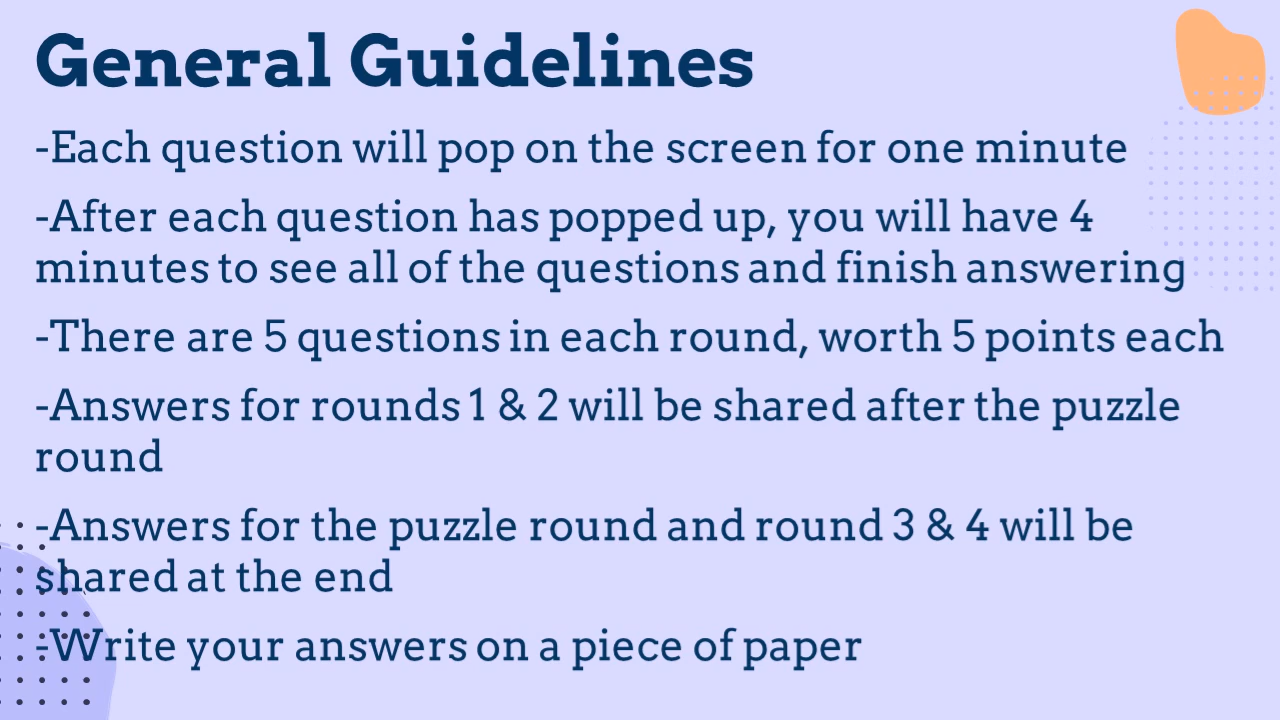 General Guidelines
-Each question will pop on the screen for one minute
-After each question has popped up, you will have 4
minutes to see all of the questions and finish answering
-There are 5 questions in each round, worth 5 points each
-Answers for rounds 1 & 2 will be shared after the puzzle
round
-Answers for the puzzle round and round 3 & 4 will be
shared at the end
-Write your answers on a piece of paper